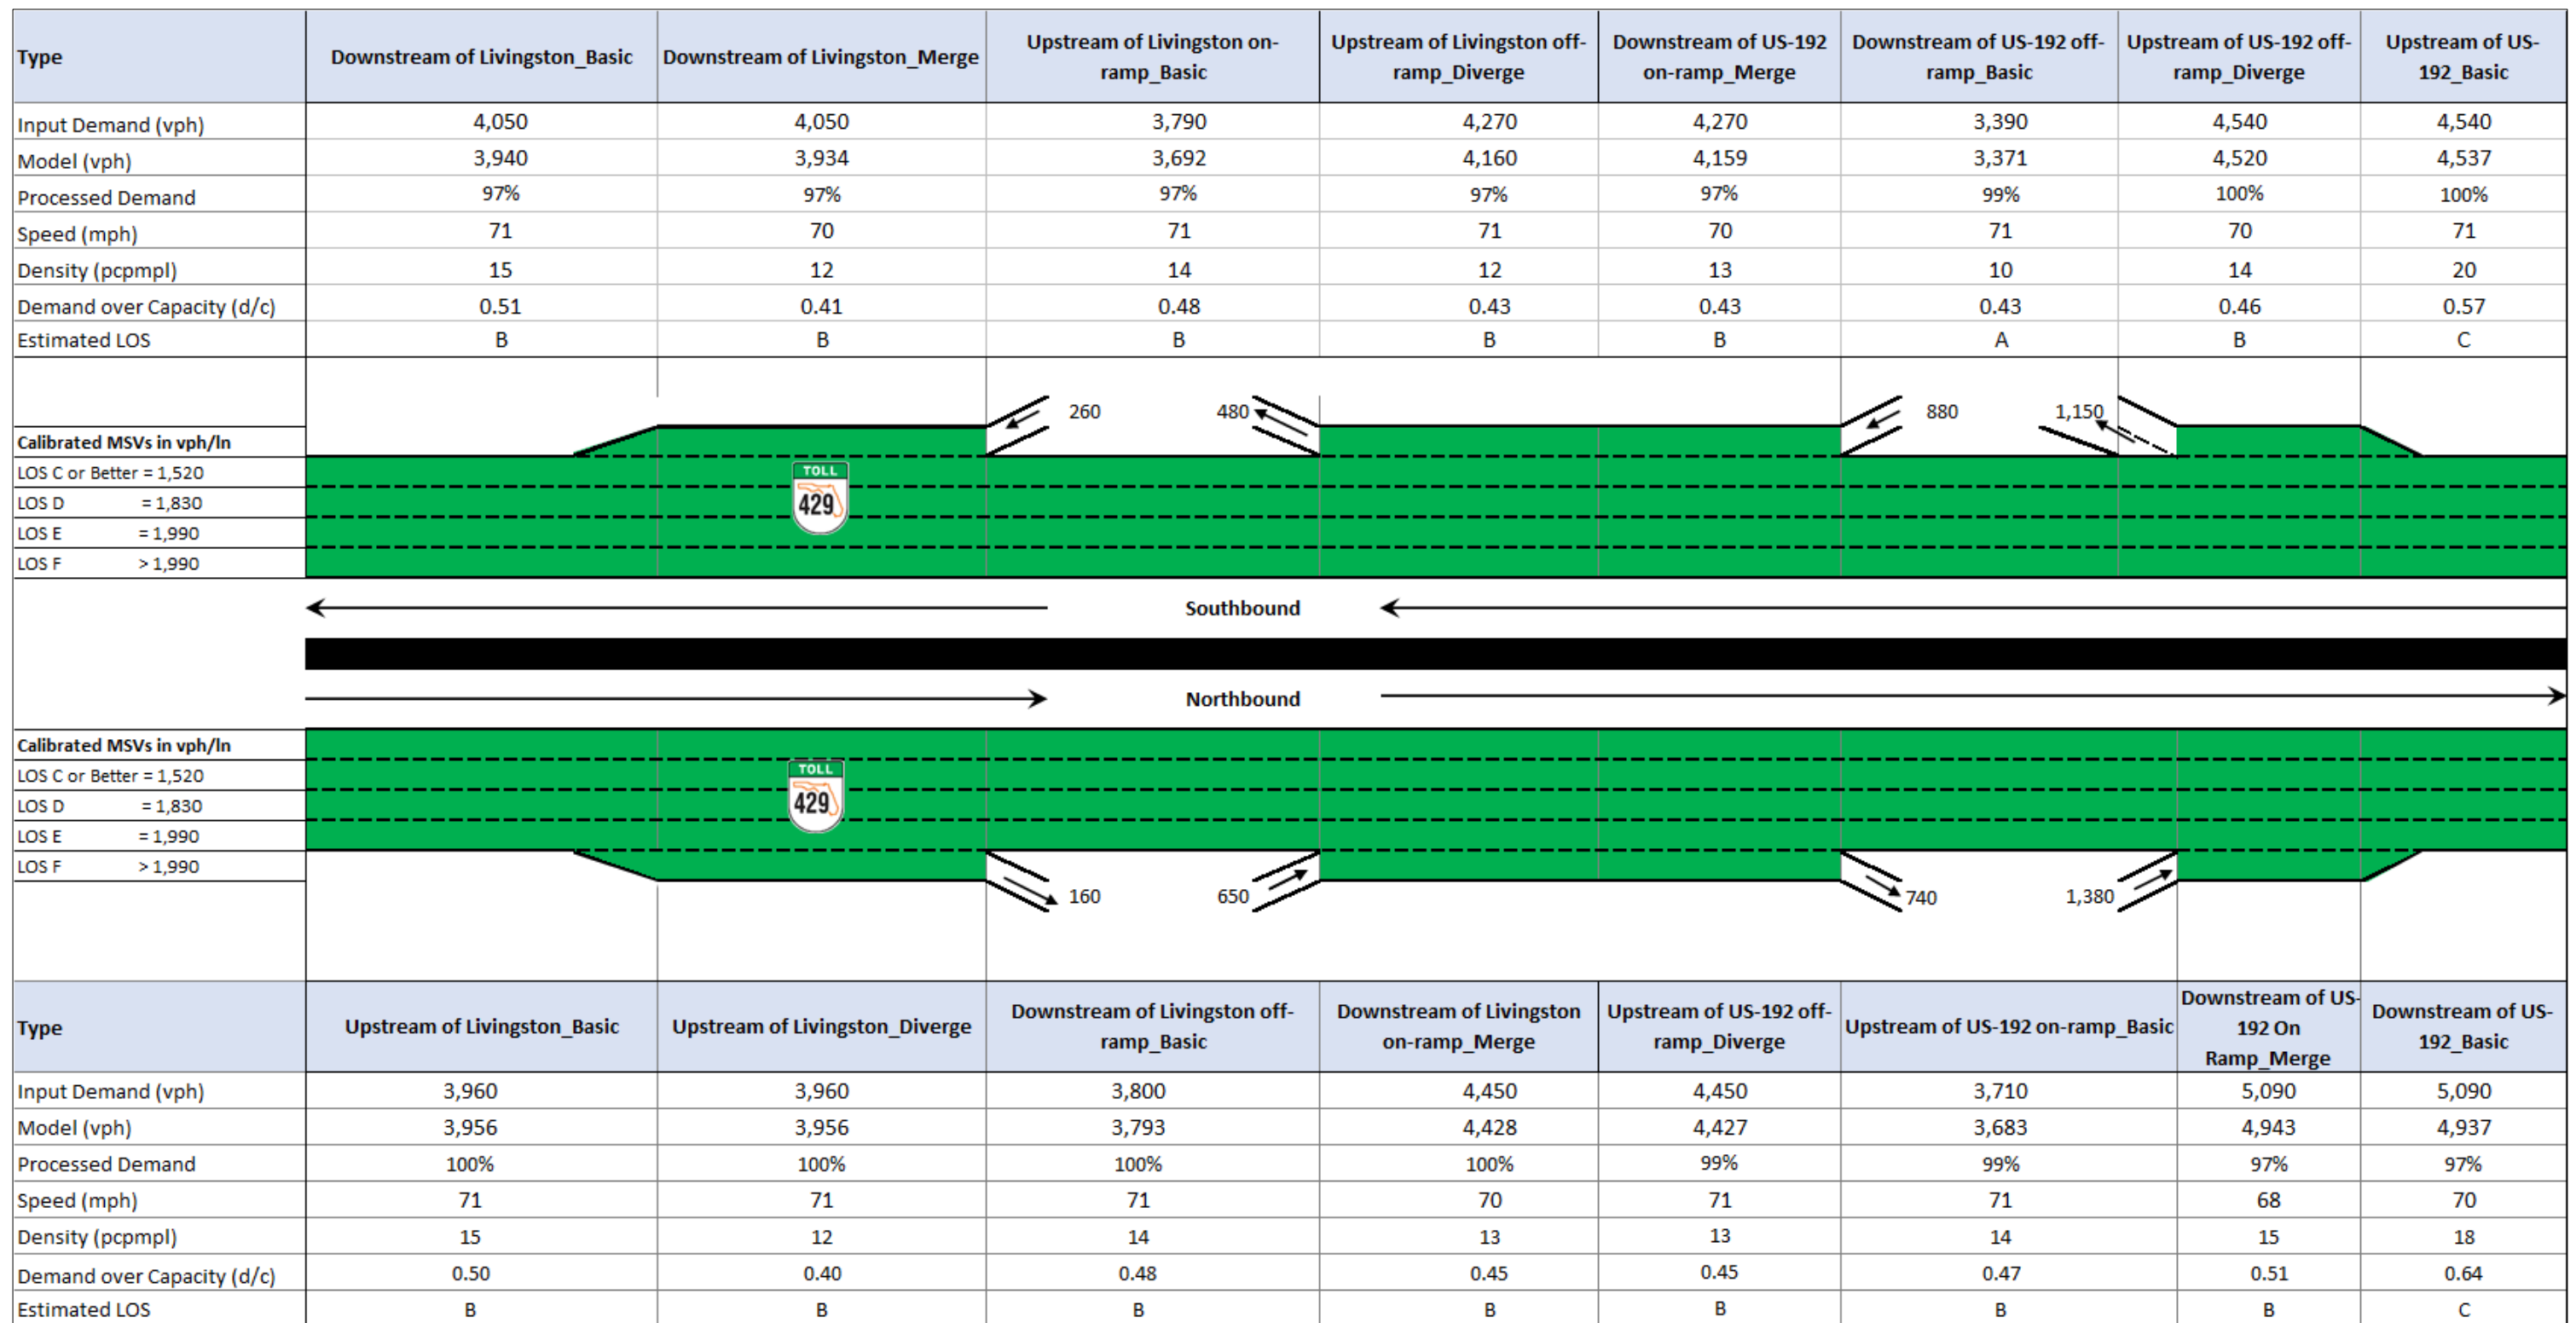 Type Downstream of Livingston_Basic Downstream of Livingston_Merge Upstream of Livingston on-ramp_Basic Upstream of Livingston off-ramp_Diverge Downstream of US-192 on-ramp_Merge Downstream of US-192 off-ramp_Basic Upstream of US-192 off-ramp_Diverge Upstream of US-192_Basic
Input Demand (vph) 4,050 4,050 3,790 4,270 4,270 3,390 4,540 4,540
Model (vph) 3,940 3,934 3,692 4,160 4,159 3,371 4,520 4,537
Processed Demand 97% 97% 97% 97% 97% 99% 100% 100%
Speed (mph) 71 70 71 71 70 71 70 71
Density (pcpmpl) 15 12 14 12 13 10 14 20
Demand over Capacity (d/c) 0.51 0.41 0.48 0.43 0.43 0.43 0.46 0.57
Estimated LOS B B B B B A B C
260 480 880 1,150
Calibrated MSVs in vph/ln
LOS C or Better = 1,520
LOS D = 1,830
LOS E = 1,990
LOS F > 1,990
TOLL
429
Southbound
Northbound
Calibrated MSVs in vph/ln
LOS C or Better = 1,520
LOS D = 1,830
LOS E = 1,990
LOS F > 1,990
TOLL
429
160 650 740 1,380
Type Upstream of Livingston_Basic Upstream of Livingston_Diverge Downstream of Livingston off-ramp_Basic Downstream of Livingston on-ramp_Merge Upstream of US-192 off-ramp_Diverge Upstream of US-192 on-ramp_Basic Downstream of US-192 On Ramp_Merge Downstream of US-192_Basic
Input Demand (vph) 3,960 3,960 3,800 4,450 4,450 3,710 5,090 5,090
Model (vph) 3,956 3,956 3,793 4,428 4,427 3,683 4,943 4,937
Processed Demand 100% 100% 100% 100% 99% 99% 97% 97%
Speed (mph) 71 71 71 70 71 71 68 70
Density (pcpmpl) 15 12 14 13 13 14 15 18
Demand over Capacity (d/c) 0.50 0.40 0.48 0.45 0.45 0.47 0.51 0.64
Estimated LOS B B B B B B B C